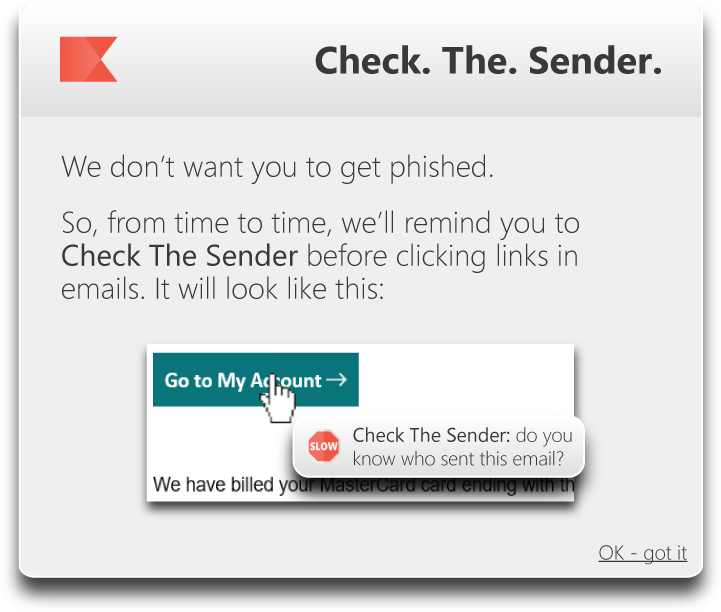 Check. The. Sender.
We don’t want you to get phished.
So, from time to time, we’ll remind you to
Check The Sender before clicking links in
emails. It will look like this:
Go to My Account →
SLOW
Check The Sender: do you
know who sent this email?
We have billed your MasterCard card ending with th
OK - got it